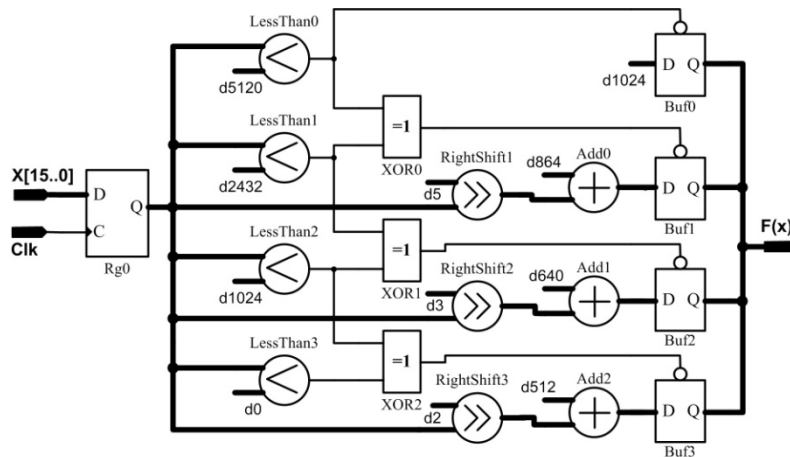 LessThan0
d5120
D Q
d1024
Buf0
LessThan1
=1
XOR0
d2432
RightShift1
d864
Add0
X[15..0]
D
Q
d5
D Q
Buf1
Clk
C
Rg0
LessThan2
=1
XOR1
d1024
RightShift2
d640
Add1
F(x)
d3
D Q
Buf2
LessThan3
=1
XOR2
d0
RightShift3
d512
Add2
d2
D Q
Buf3